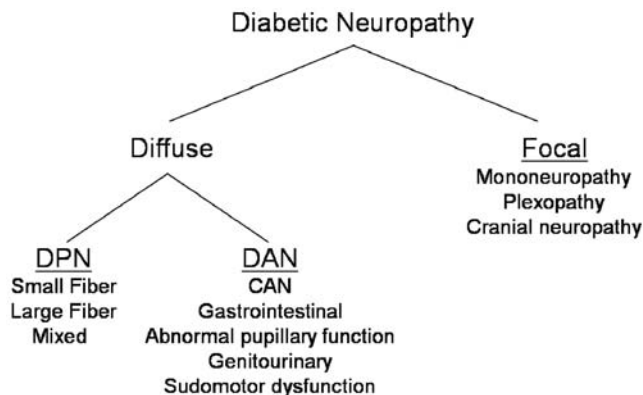 Diabetic Neuropathy
Diffuse
Focal
Mononeuropathy
Plexopathy
Cranial neuropathy
DPN
Small Fiber
Large Fiber
Mixed
DAN
CAN
Gastrointestinal
Abnormal pupillary function
Genitourinary
Sudomotor dysfunction